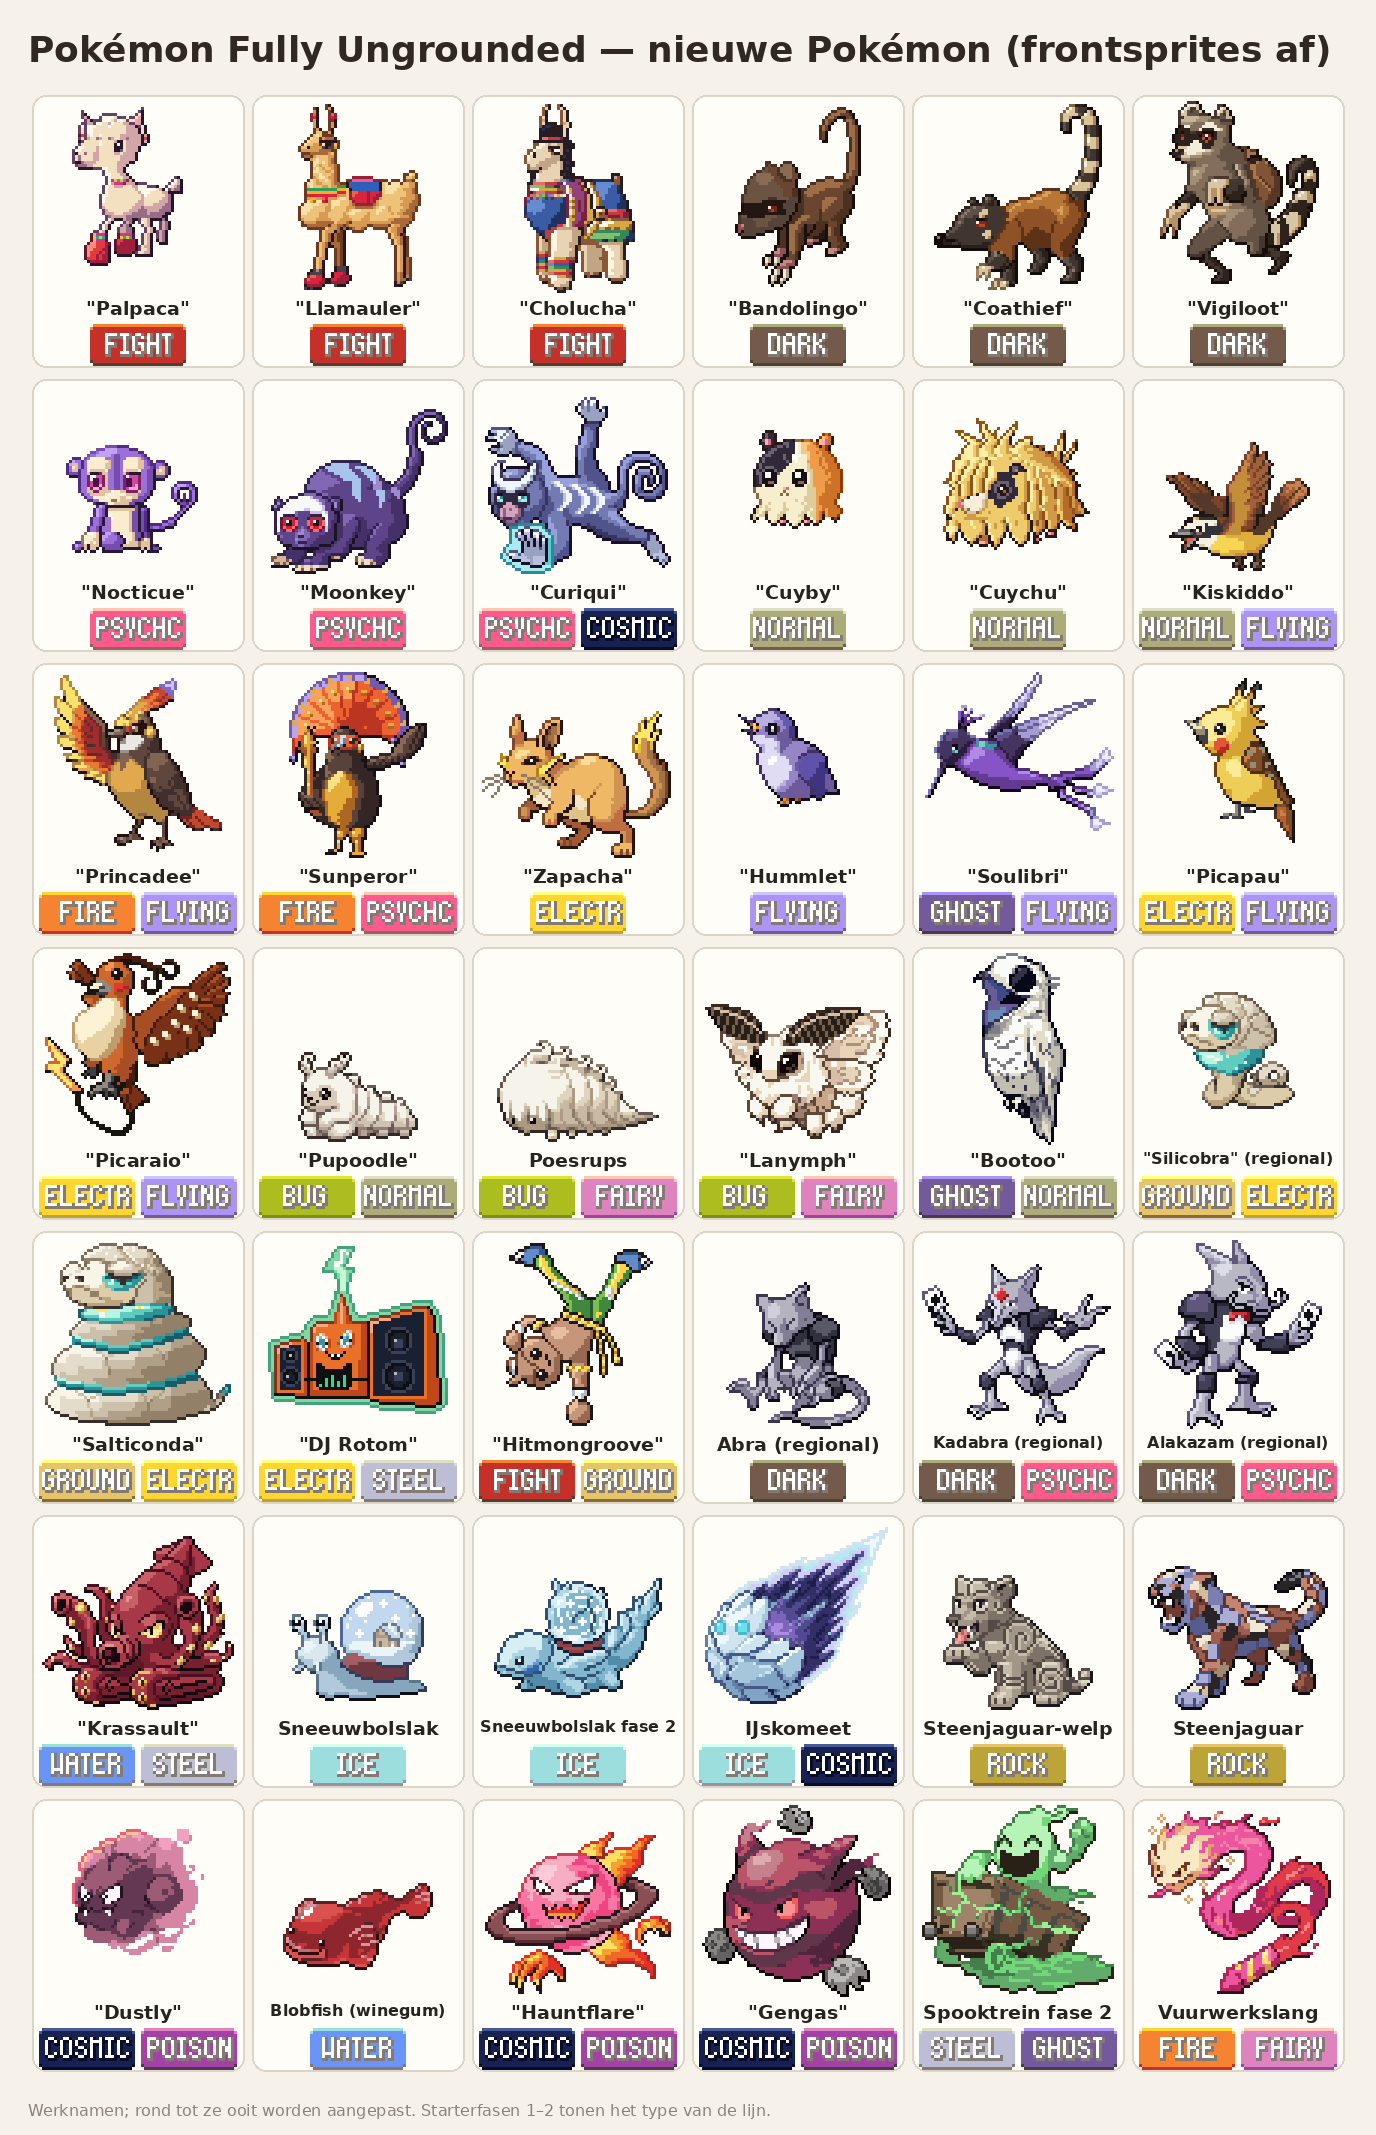 Pokémon Fully Ungrounded — nieuwe Pokémon (frontsprites af)
"Palpaca"
FIGHT
"Llamauler"
FIGHT
"Cholucha"
FIGHT
"Bandolingo"
DARK
"Coathief"
DARK
"Vigiloot"
DARK
"Nocticue"
PSYCHC
"Moonkey"
PSYCHC
"Curiqui"
PSYCHC COSMIC
"Cuyby"
NORMAL
"Cuychu"
NORMAL
"Kiskiddo"
NORMAL FLYING
"Princadee"
FIRE FLYING
"Sunperor"
FIRE PSYCHC
"Zapacha"
ELECTR
"Hummlet"
FLYING
"Soulibri"
GHOST FLYING
"Picapau"
ELECTR FLYING
"Picaraio"
ELECTR FLYING
"Pupoodle"
BUG NORMAL
Poesrups
BUG FAIRY
"Lanymph"
BUG FAIRY
"Bootoo"
GHOST NORMAL
"Silicobra" (regional)
GROUND ELECTR
"Salticonda"
GROUND ELECTR
"DJ Rotom"
ELECTR STEEL
"Hitmongroove"
FIGHT GROUND
Abra (regional)
DARK
Kadabra (regional)
DARK PSYCHC
Alakazam (regional)
DARK PSYCHC
"Krassault"
WATER STEEL
Sneeuwbolslak
ICE
Sneeuwbolslak fase 2
ICE
IJskomeet
ICE COSMIC
Steenjaguar-welp
ROCK
Steenjaguar
ROCK
"Dustly"
COSMIC POISON
Blobfish (winegum)
WATER
"Hauntflare"
COSMIC POISON
"Gengas"
COSMIC POISON
Spooktrein fase 2
STEEL GHOST
Vuurwerkslang
FIRE FAIRY
Werknamen; rond tot ze ooit worden aangepast. Starterfasen 1–2 tonen het type van de lijn.